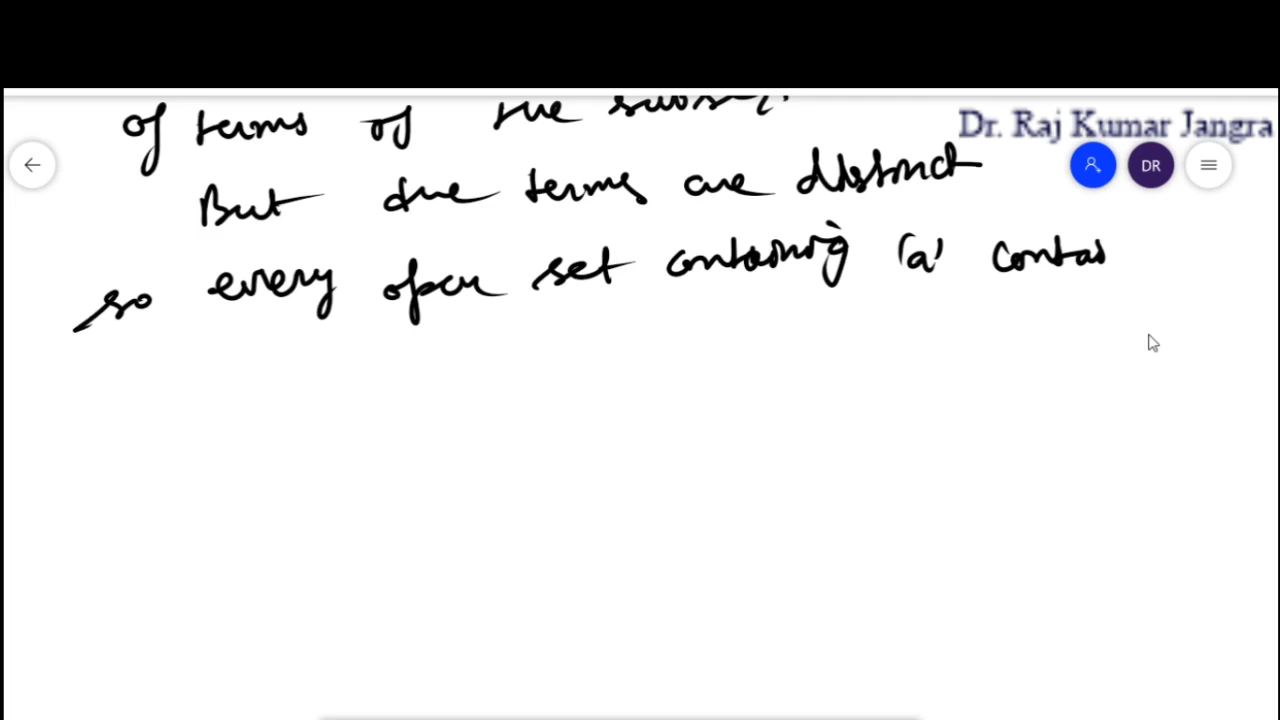 of terms of the subseq.
Dr. Raj Kumar Jangra
DR
But the terms are distinct
so every open set containing 'a' contai